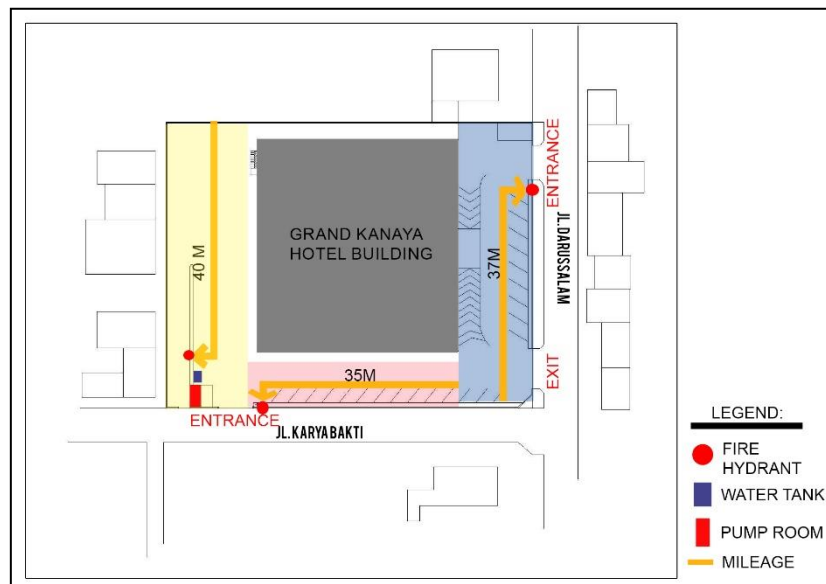 ENTRANCE
GRAND KANAYA
HOTEL BUILDING
40 M
37M
JL..DARUSSALAM
35M
EXIT
ENTRANCE
JL. KARYA BAKTI
LEGEND:
FIRE
HYDRANT
WATER TANK
PUMP ROOM
MILEAGE